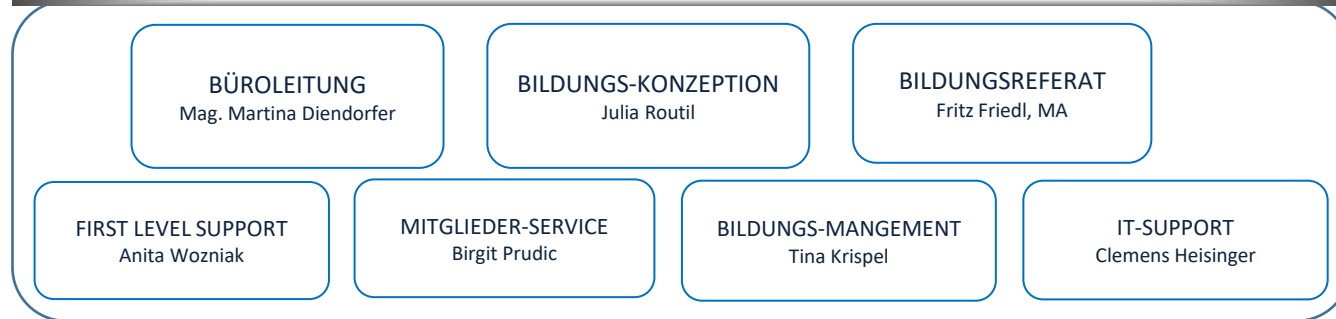 BÜROLEITUNG
Mag. Martina Diendorfer
BILDUNGS-KONZEPTION
Julia Routil
BILDUNGSREFERAT
Fritz Friedl, MA
FIRST LEVEL SUPPORT
Anita Wozniak
MITGLIEDER-SERVICE
Birgit Prudic
BILDUNGS-MANGEMENT
Tina Krispel
IT-SUPPORT
Clemens Heisinger